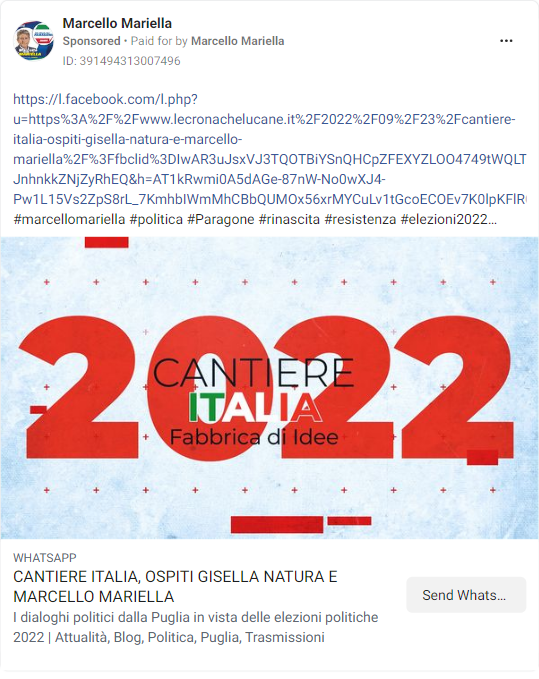 Marcello Mariella
Sponsored • Paid for by Marcello Mariella
ID: 391494313007496
https://l.facebook.com/l.php?
u=https%3A%2F%2Fwww.lecronachelucane.it%2F2022%2F09%2F23%2Fcantiere-
italia-ospiti-gisella-natura-e-marcello-
mariella%2F%3Ffbclid%3DIwAR3uJsxVJ3TQOTBiYSnQHCpZFEXYZLOO4749tWQLT
JnhnkkZNjZyRhEQ&h=AT1kRwmi0A5dAGe-87nW-No0wXJ4-
Pw1L15Vs2ZpS8rL_7KmhbIWmMhCBbQUMOx56xrMYCuLv1tGcoECOEv7K0lpKFlR
#marcellomariella #politica #Paragone #rinascita #resistenza #elezioni2022...
2022
CANTIERE
ITALIA
Fabbrica di Idee
WHATSAPP
CANTIERE ITALIA, OSPITI GISELLA NATURA E
MARCELLO MARIELLA
Send Whats...
I dialoghi politici dalla Puglia in vista delle elezioni politiche
2022 | Attualità, Blog, Politica, Puglia, Trasmissioni